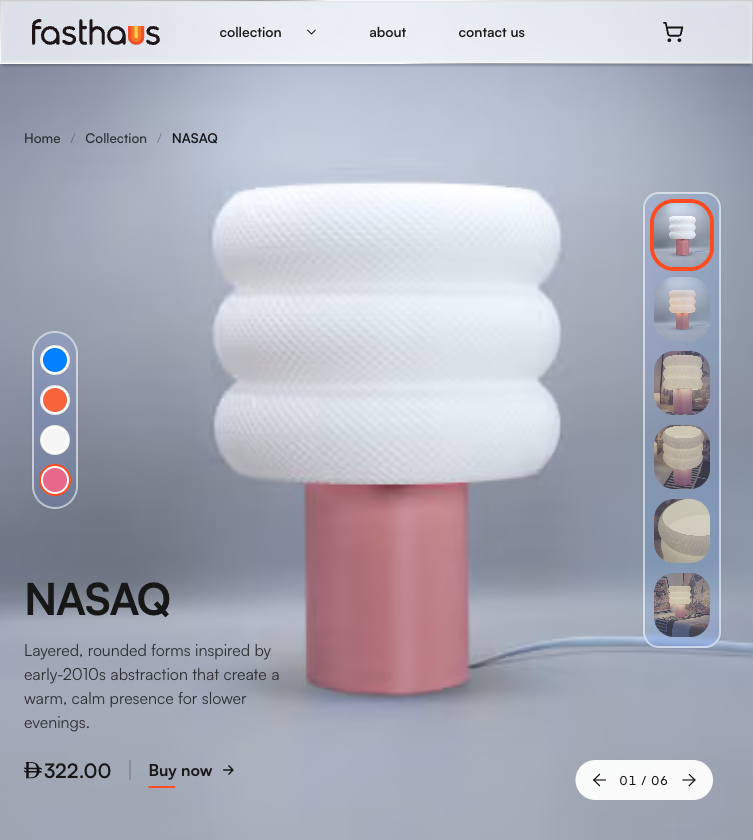 fasthaus
collection about contact us
Home / Collection / NASAQ
NASAQ
Layered, rounded forms inspired by
early-2010s abstraction that create a
warm, calm presence for slower
evenings.
322.00 Buy now →
← 01 / 06 →